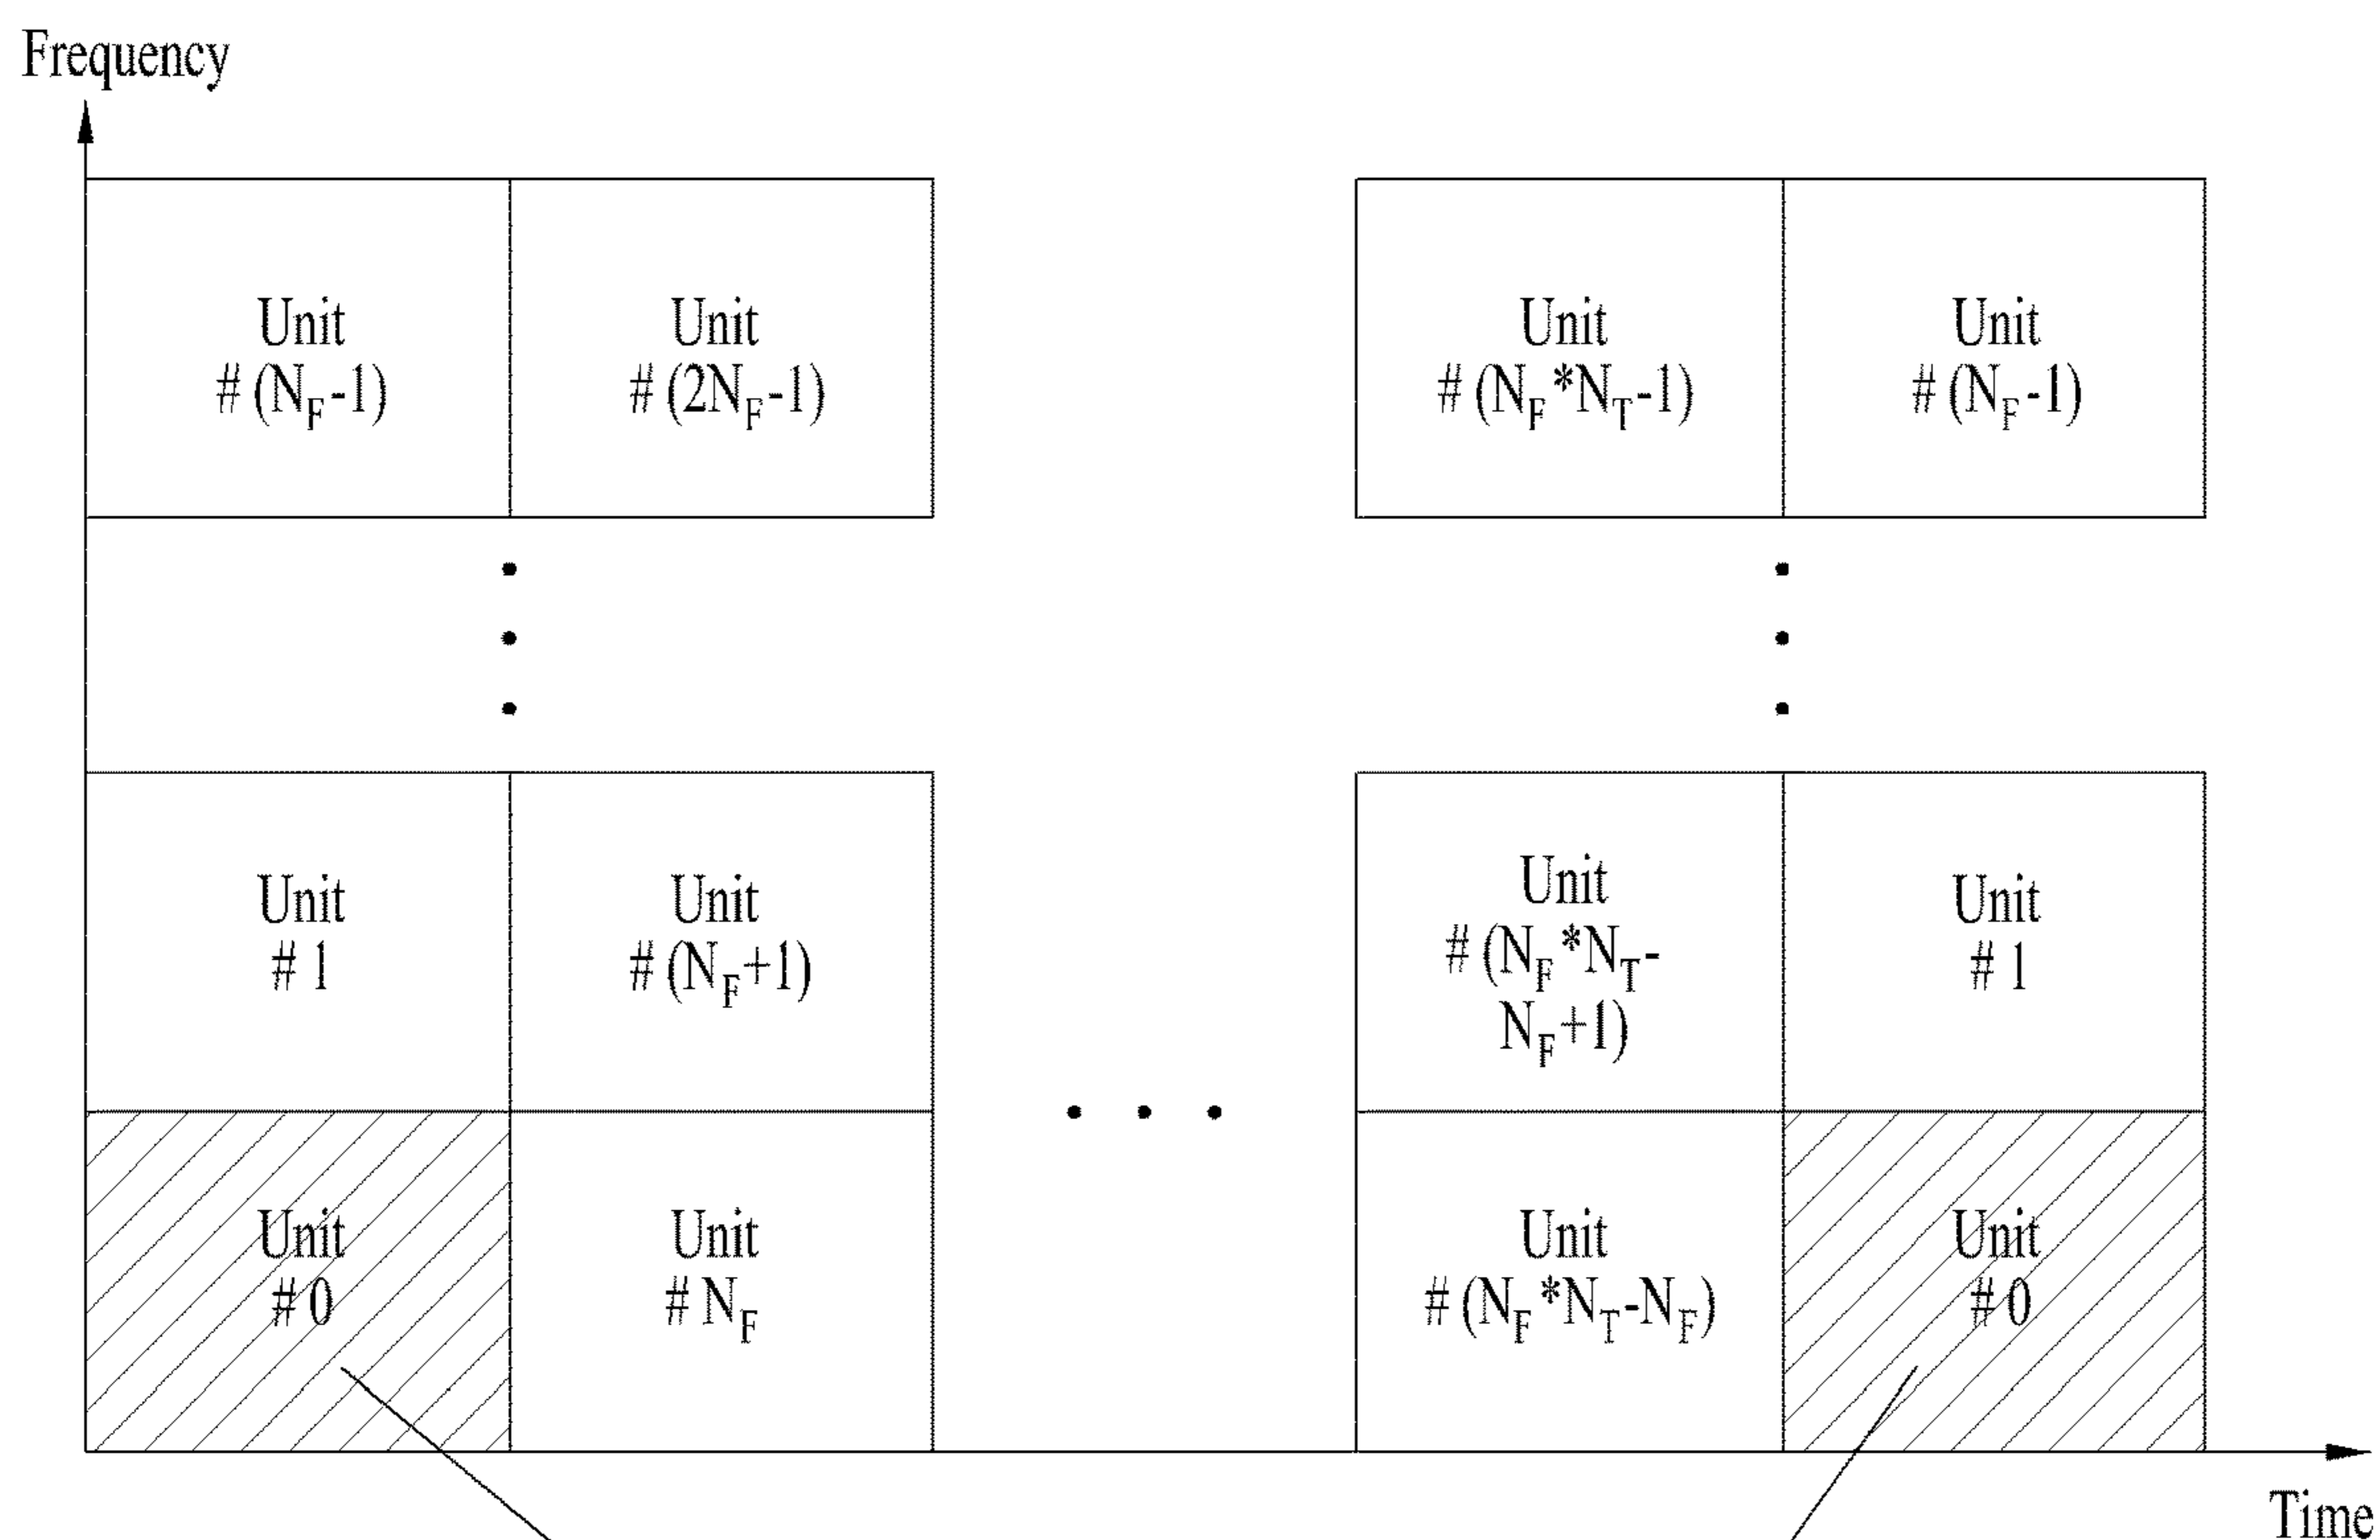 Frequency
Unit
# (N_F-1)
Unit
# (2N_F-1)
Unit
# (N_F*N_T-1)
Unit
# (N_F-1)
Unit
# 1
Unit
# (N_F+1)
Unit
# (N_F*N_T-
N_F+1)
Unit
# 1
Unit
# 0
Unit
# N_F
Unit
# (N_F*N_T-N_F)
Unit
# 0
Time